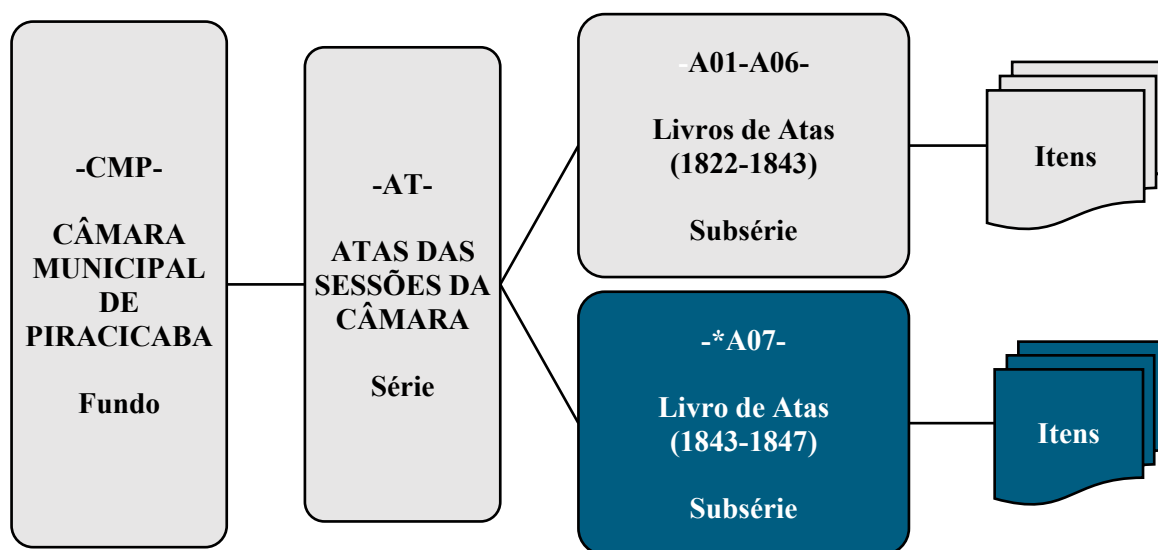 -CMP-
CÂMARA
MUNICIPAL
DE
PIRACICABA
Fundo
-AT-
ATAS DAS
SESSÕES DA
CÂMARA
Série
-A01-A06-
Livros de Atas
(1822-1843)
Subsérie
Itens
-*A07-
Livro de Atas
(1843-1847)
Subsérie
Itens